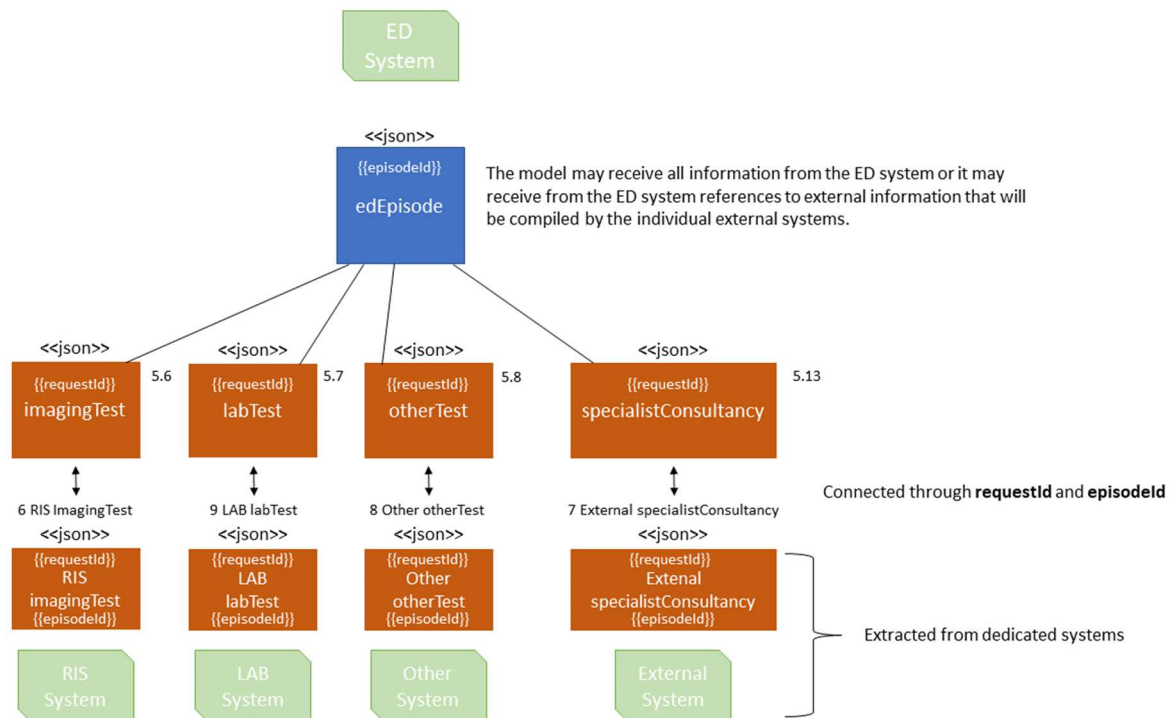 ED
System
<<json>>
{{episodeId}}
edEpisode
The model may receive all information from the ED system or it may
receive from the ED system references to external information that will
be compiled by the individual external systems.
<<json>>
{{requestId}}
imagingTest
5.6
<<json>>
{{requestId}}
labTest
5.7
<<json>>
{{requestId}}
otherTest
5.8
<<json>>
{{requestId}}
specialistConsultancy
5.13
6 RIS ImagingTest
9 LAB labTest
8 Other otherTest
7 External specialistConsultancy
Connected through requestId and episodeId
<<json>>
{{requestId}}
RIS
imagingTest
{{episodeId}}
<<json>>
{{requestId}}
LAB
labTest
{{episodeId}}
<<json>>
{{requestId}}
Other
otherTest
{{episodeId}}
<<json>>
{{requestId}}
Extenal
specialistConsultancy
{{episodeId}}
Extracted from dedicated systems
RIS
System
LAB
System
Other
System
External
System